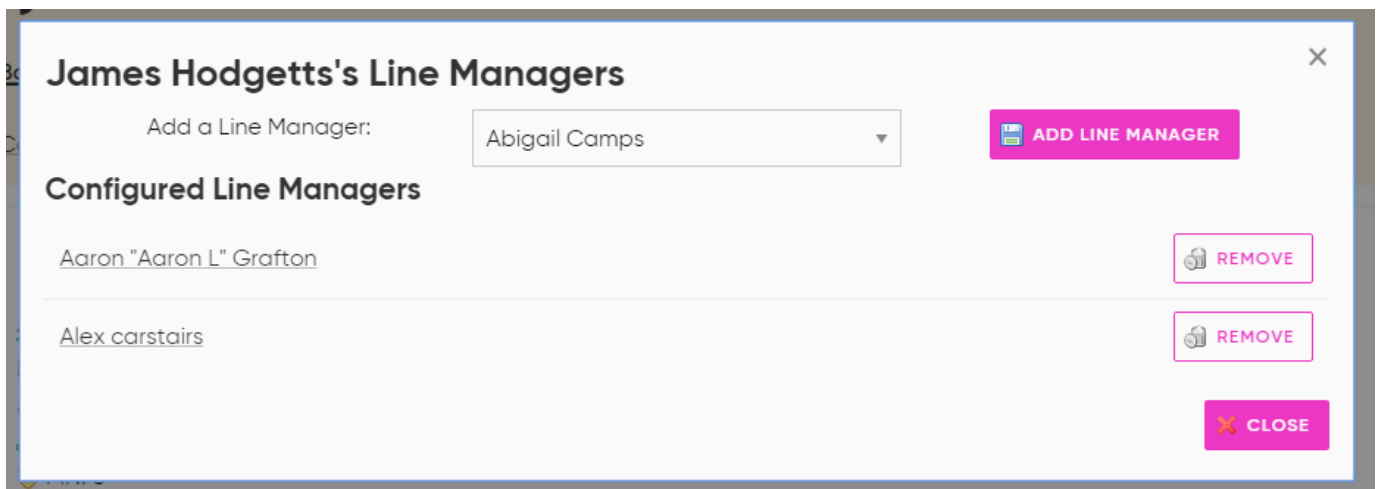 James Hodgetts's Line Managers
×
Add a Line Manager:
Abigail Camps
ADD LINE MANAGER
Configured Line Managers
Aaron "Aaron L" Grafton
REMOVE
Alex carstairs
REMOVE
CLOSE